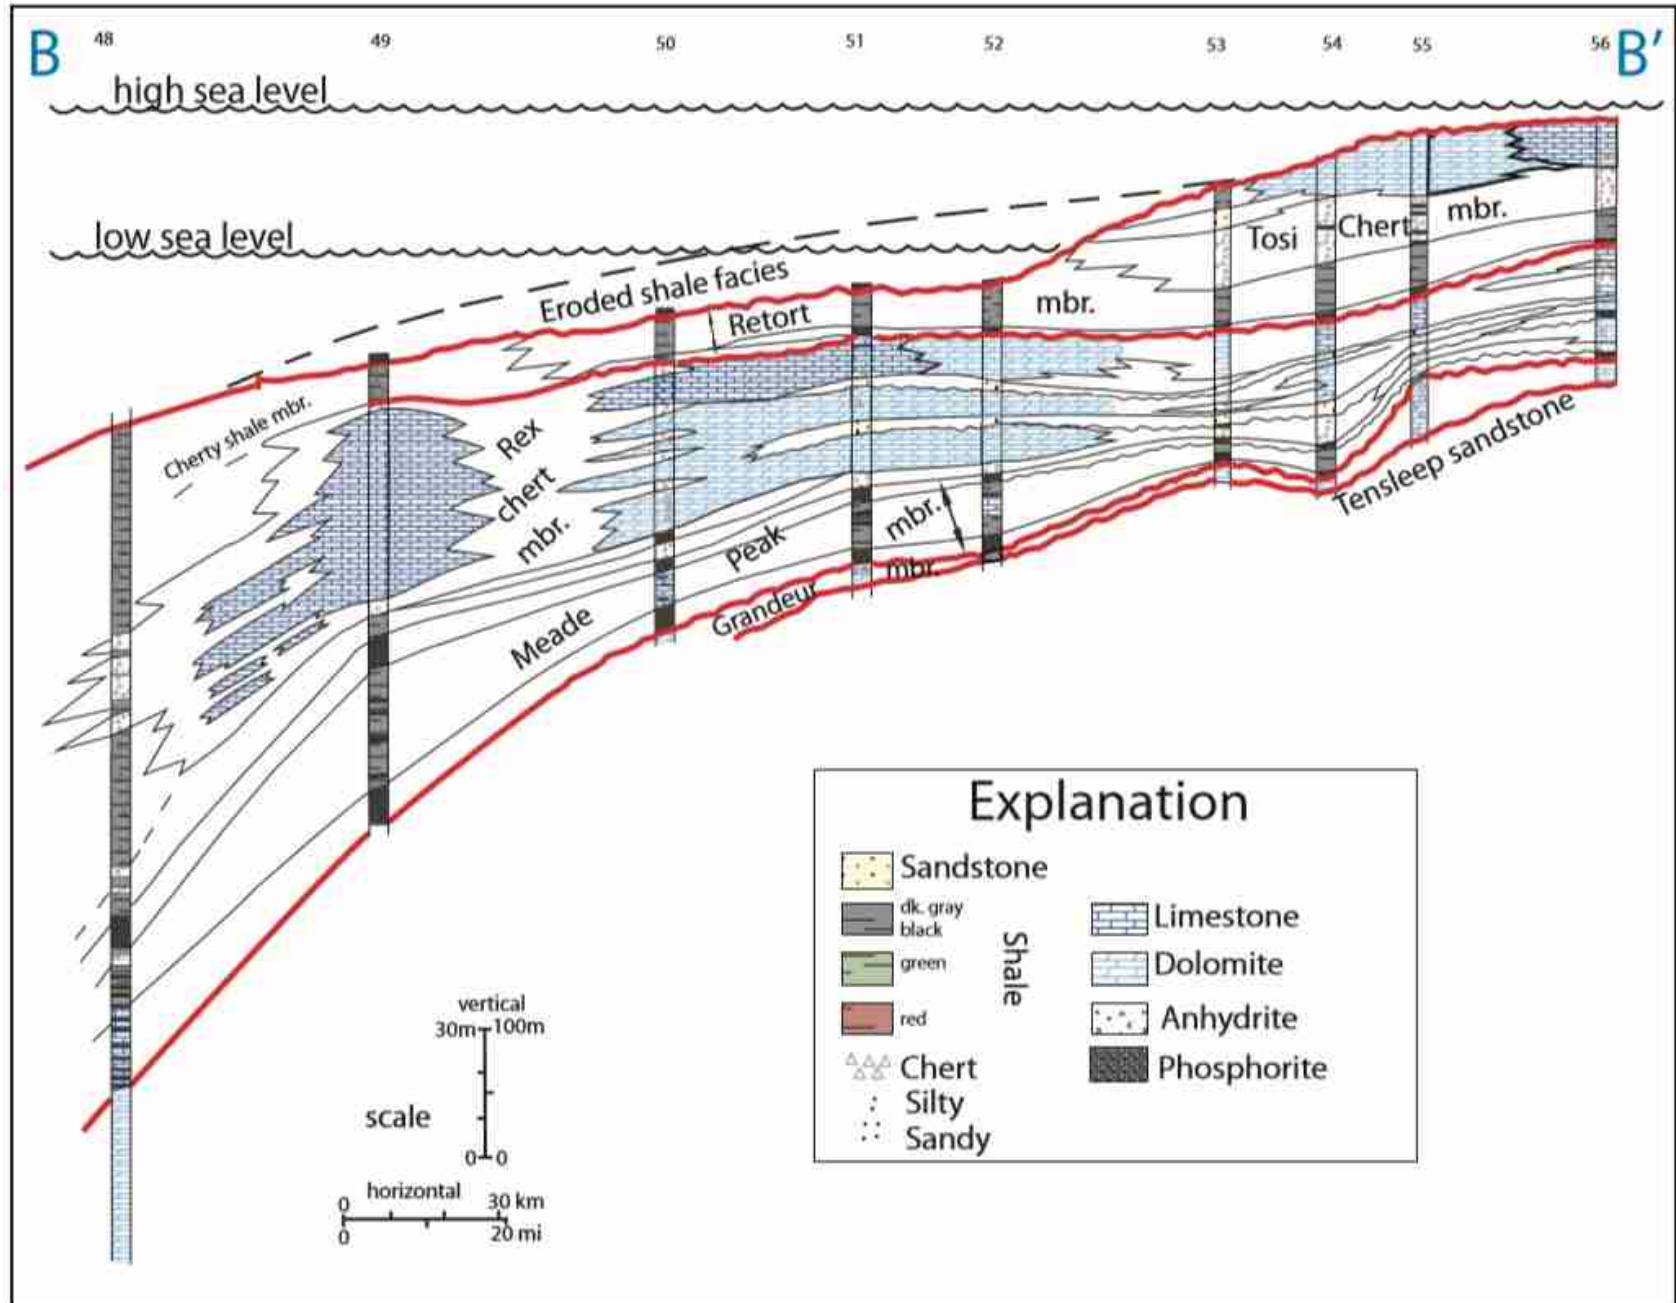 B 48 49 50 51 52 53 54 55 56 B'
high sea level
low sea level
Eroded shale facies
Retort mbr.
Tosi Chert mbr.
Cherty shale mbr.
Rex
chert
mbr.
Meade Peak mbr.
Grandeur mbr.
Tensleep sandstone
Explanation
Sandstone
dk. gray
black
green
red
Shale
Chert
Silty
Sandy
Limestone
Dolomite
Anhydrite
Phosphorite
scale
vertical
30m 100m
0 0
horizontal
0 30 km
0 20 mi